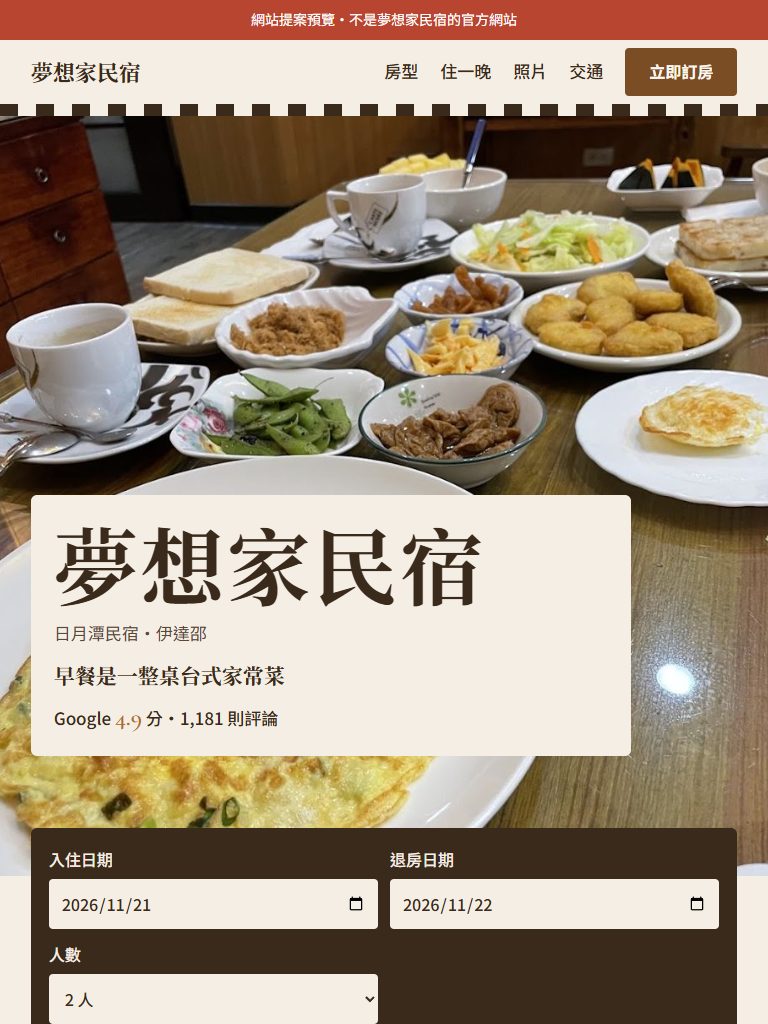 網站提案預覽・不是夢想家民宿的官方網站
夢想家民宿
房型 住一晚 照片 交通 立即訂房
夢想家民宿
日月潭民宿・伊達邵
早餐是一整桌台式家常菜
Google 4.9 分・1,181 則評論
入住日期 退房日期
2026/11/21 2026/11/22
人數
2 人